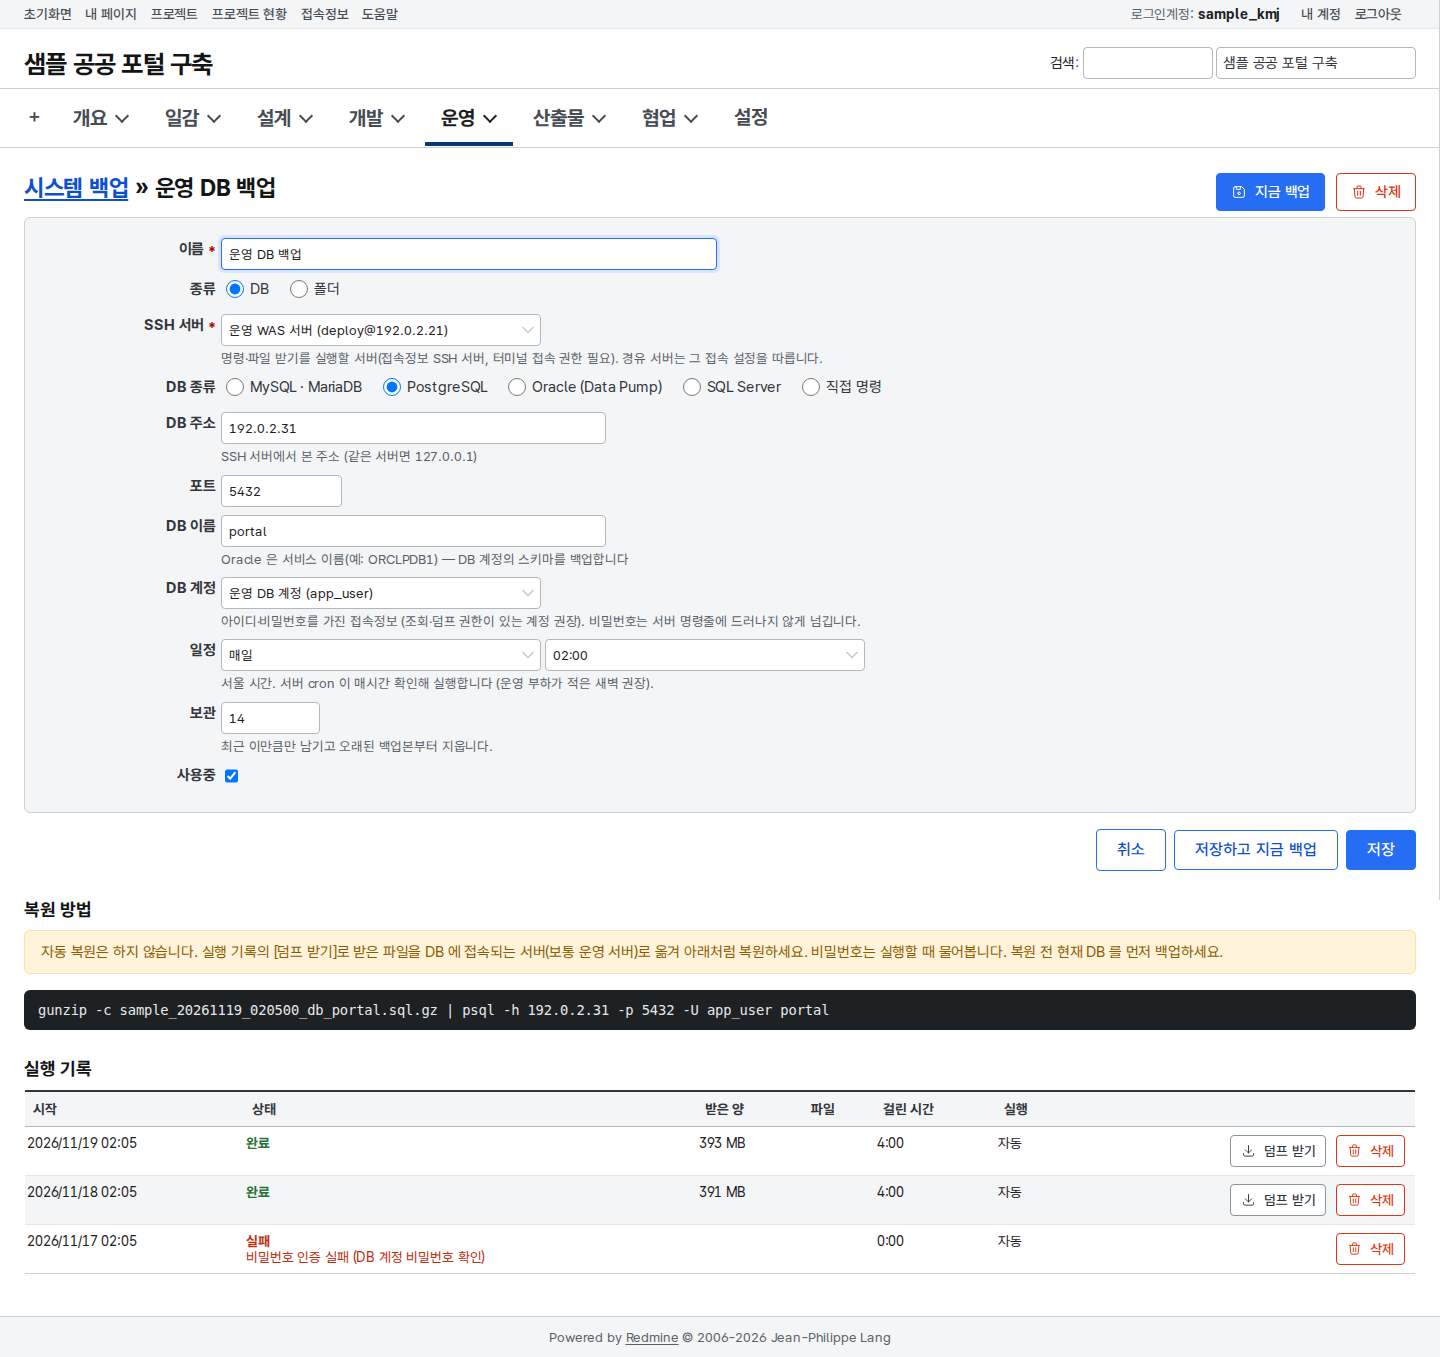 초기화면 내 페이지 프로젝트 프로젝트 현황 접속정보 도움말 로그인계정: sample_kmj 내 계정 로그아웃
샘플 공공 포털 구축 검색: 샘플 공공 포털 구축
+ 개요 일감 설계 개발 운영 산출물 협업 설정
시스템 백업 » 운영 DB 백업 지금 백업 삭제
이름 * 운영 DB 백업
종류 DB 폴더
SSH 서버 * 운영 WAS 서버 (deploy@192.0.2.21)
명령·파일 받기를 실행할 서버(접속정보 SSH 서버, 터미널 접속 권한 필요). 경유 서버는 그 접속 설정을 따릅니다.
DB 종류 MySQL · MariaDB PostgreSQL Oracle (Data Pump) SQL Server 직접 명령
DB 주소 192.0.2.31
SSH 서버에서 본 주소 (같은 서버면 127.0.0.1)
포트 5432
DB 이름 portal
Oracle 은 서비스 이름(예: ORCLPDB1) — DB 계정의 스키마를 백업합니다
DB 계정 운영 DB 계정 (app_user)
아이디·비밀번호를 가진 접속정보 (조회·덤프 권한이 있는 계정 권장). 비밀번호는 서버 명령줄에 드러나지 않게 넘깁니다.
일정 매일 02:00
서울 시간. 서버 cron 이 매시간 확인해 실행합니다 (운영 부하가 적은 새벽 권장).
보관 14
최근 이만큼만 남기고 오래된 백업본부터 지웁니다.
사용중
취소 저장하고 지금 백업 저장
복원 방법
자동 복원은 하지 않습니다. 실행 기록의 [덤프 받기]로 받은 파일을 DB 에 접속되는 서버(보통 운영 서버)로 옮겨 아래처럼 복원하세요. 비밀번호는 실행할 때 물어봅니다. 복원 전 현재 DB 를 먼저 백업하세요.
gunzip -c sample_20261119_020500_db_portal.sql.gz | psql -h 192.0.2.31 -p 5432 -U app_user portal
실행 기록
시작 상태 받은 양 파일 걸린 시간 실행
2026/11/19 02:05 완료 393 MB 4:00 자동 덤프 받기 삭제
2026/11/18 02:05 완료 391 MB 4:00 자동 덤프 받기 삭제
2026/11/17 02:05 실패 0:00 자동 삭제
비밀번호 인증 실패 (DB 계정 비밀번호 확인)
Powered by Redmine © 2006-2026 Jean-Philippe Lang